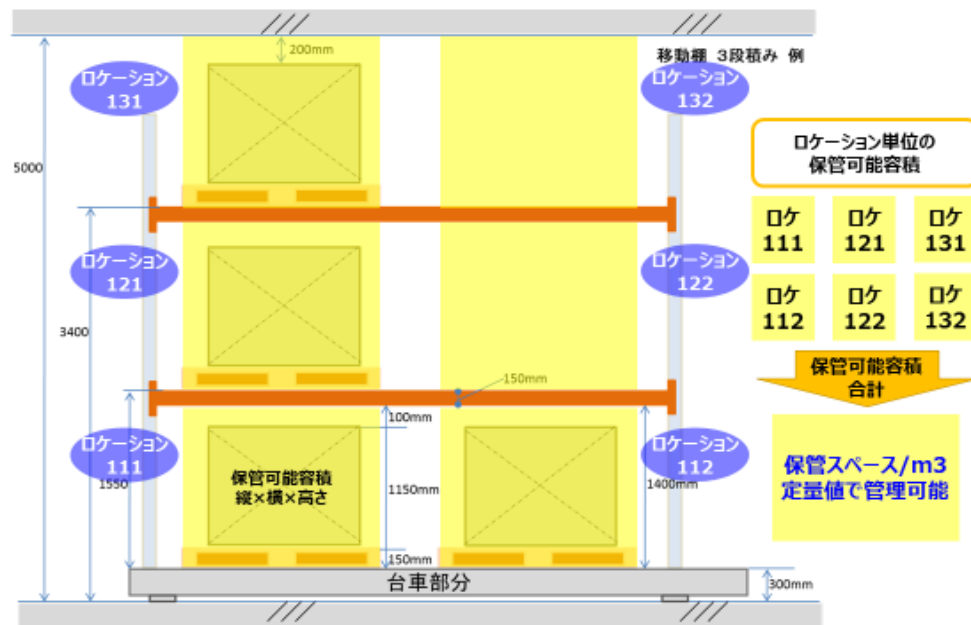 200mm
移動棚 3段積み 例
ロケーション
131
ロケーション
132
5000
ロケーション単位の
保管可能容積
ロケ
111
ロケ
121
ロケ
131
ロケーション
121
ロケーション
122
ロケ
112
ロケ
122
ロケ
132
3400
保管可能容積
合計
150mm
100mm
ロケーション
111
ロケーション
112
1550
保管可能容積
縦×横×高さ
1150mm
1400mm
保管スペース/m3
定量値で管理可能
150mm
台車部分
300mm